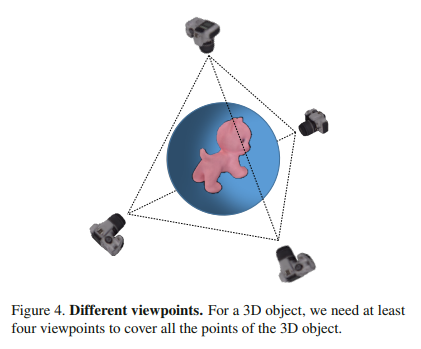 Figure 4. Different viewpoints. For a 3D object, we need at least
four viewpoints to cover all the points of the 3D object.